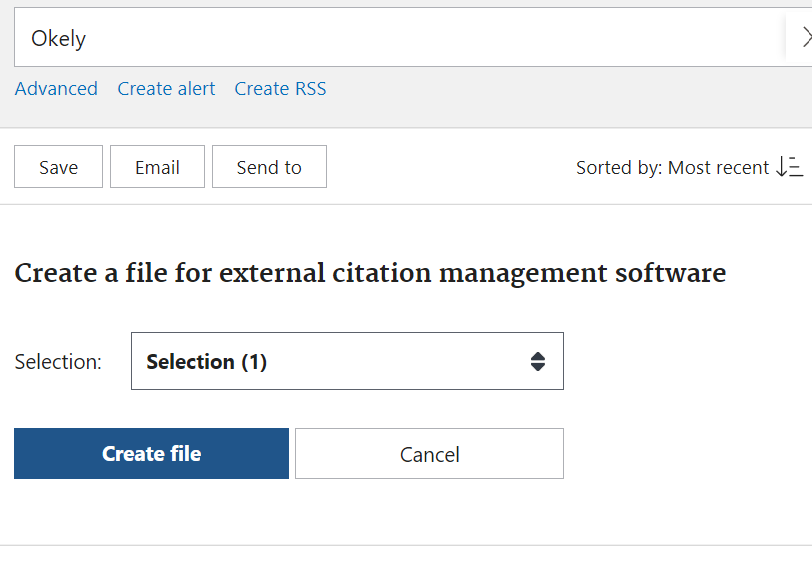 Okely
Advanced Create alert Create RSS
Save Email Send to Sorted by: Most recent
Create a file for external citation management software
Selection: Selection (1)
Create file Cancel